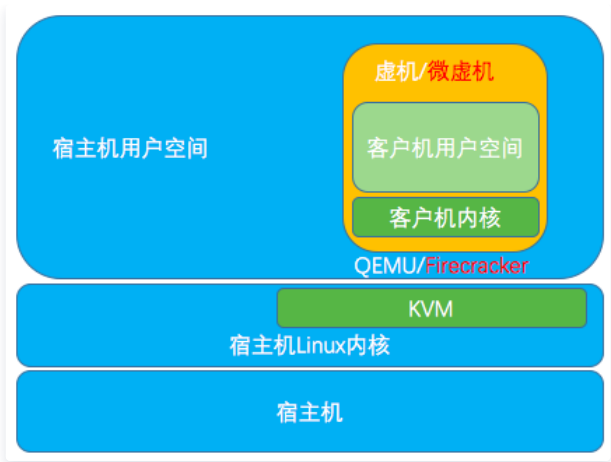 虚机/微虚机
宿主机用户空间
客户机用户空间
客户机内核
QEMU/Firecracker
KVM
宿主机Linux内核
宿主机